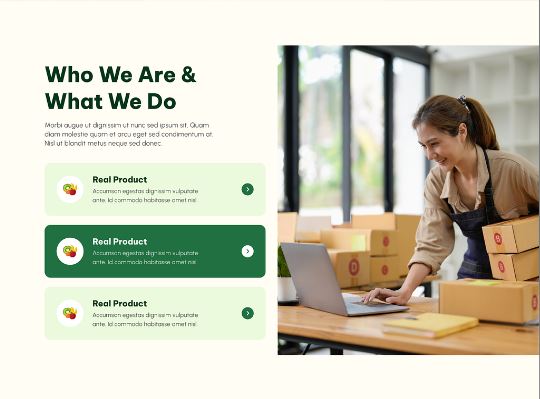 Who We Are &
What We Do
Morbi augue ut dignissim ut nunc sed ipsum sit. Quam
diam molestie quam et arcu eget sed condimentum at.
Nisl ut blandit metus neque sed donec.
Real Product
Accumsan egestas dignissim vulputate
ante. Id commodo habitasse amet nisl.
Real Product
Accumsan egestas dignissim vulputate
ante. Id commodo habitasse amet nisl.
Real Product
Accumsan egestas dignissim vulputate
ante. Id commodo habitasse amet nisl.